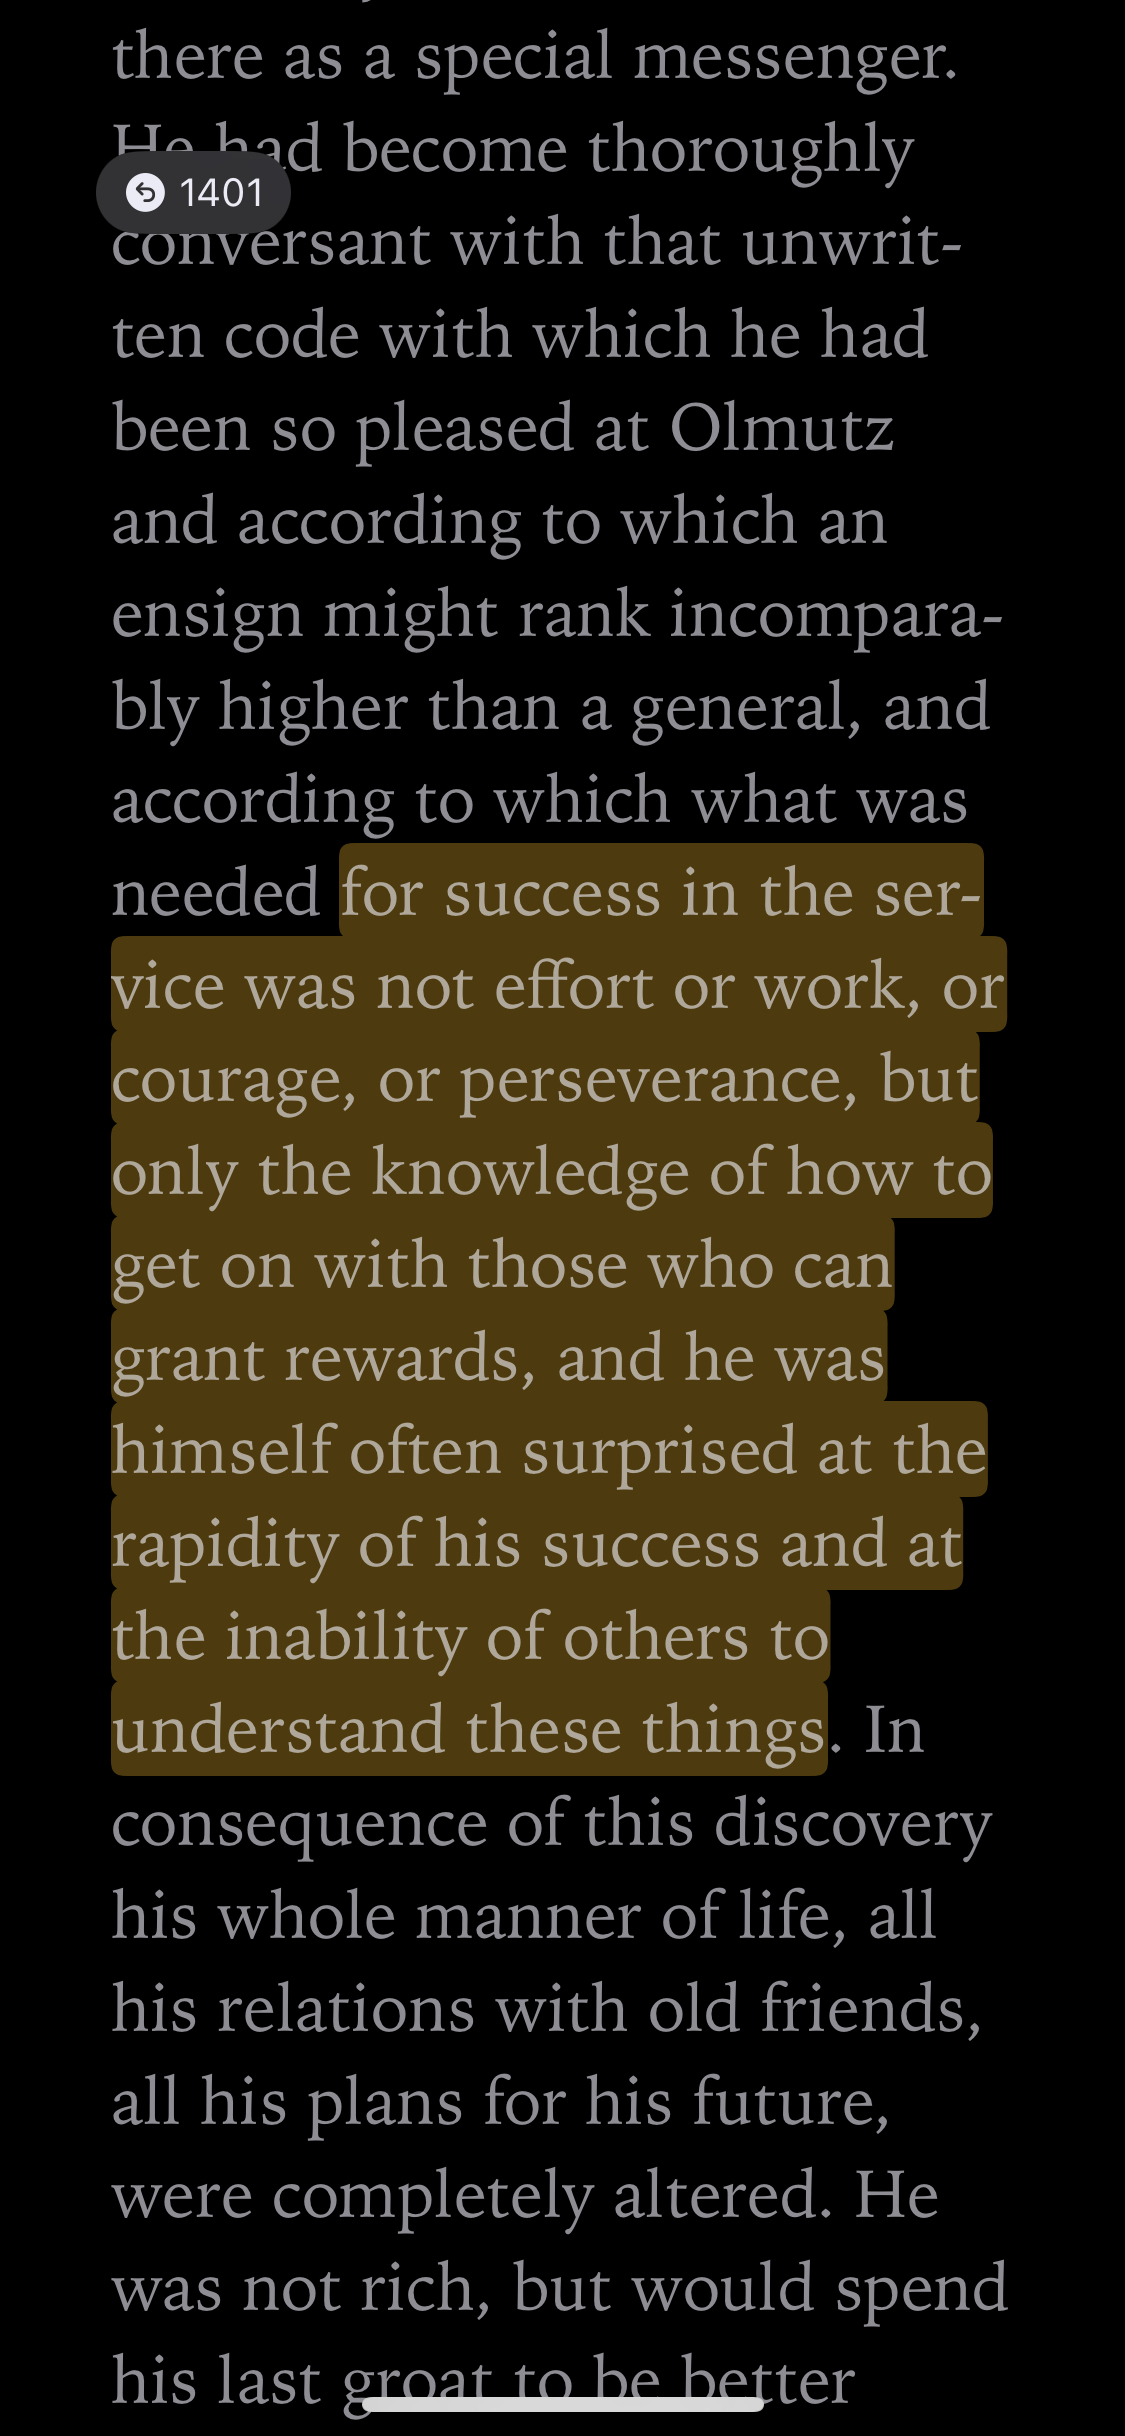 there as a special messenger.
He had become thoroughly
1401
conversant with that unwrit-
ten code with which he had
been so pleased at Olmutz
and according to which an
ensign might rank incompara-
bly higher than a general, and
according to which what was
needed for success in the ser-
vice was not effort or work, or
courage, or perseverance, but
only the knowledge of how to
get on with those who can
grant rewards, and he was
himself often surprised at the
rapidity of his success and at
the inability of others to
understand these things. In
consequence of this discovery
his whole manner of life, all
his relations with old friends,
all his plans for his future,
were completely altered. He
was not rich, but would spend
his last groat to be better